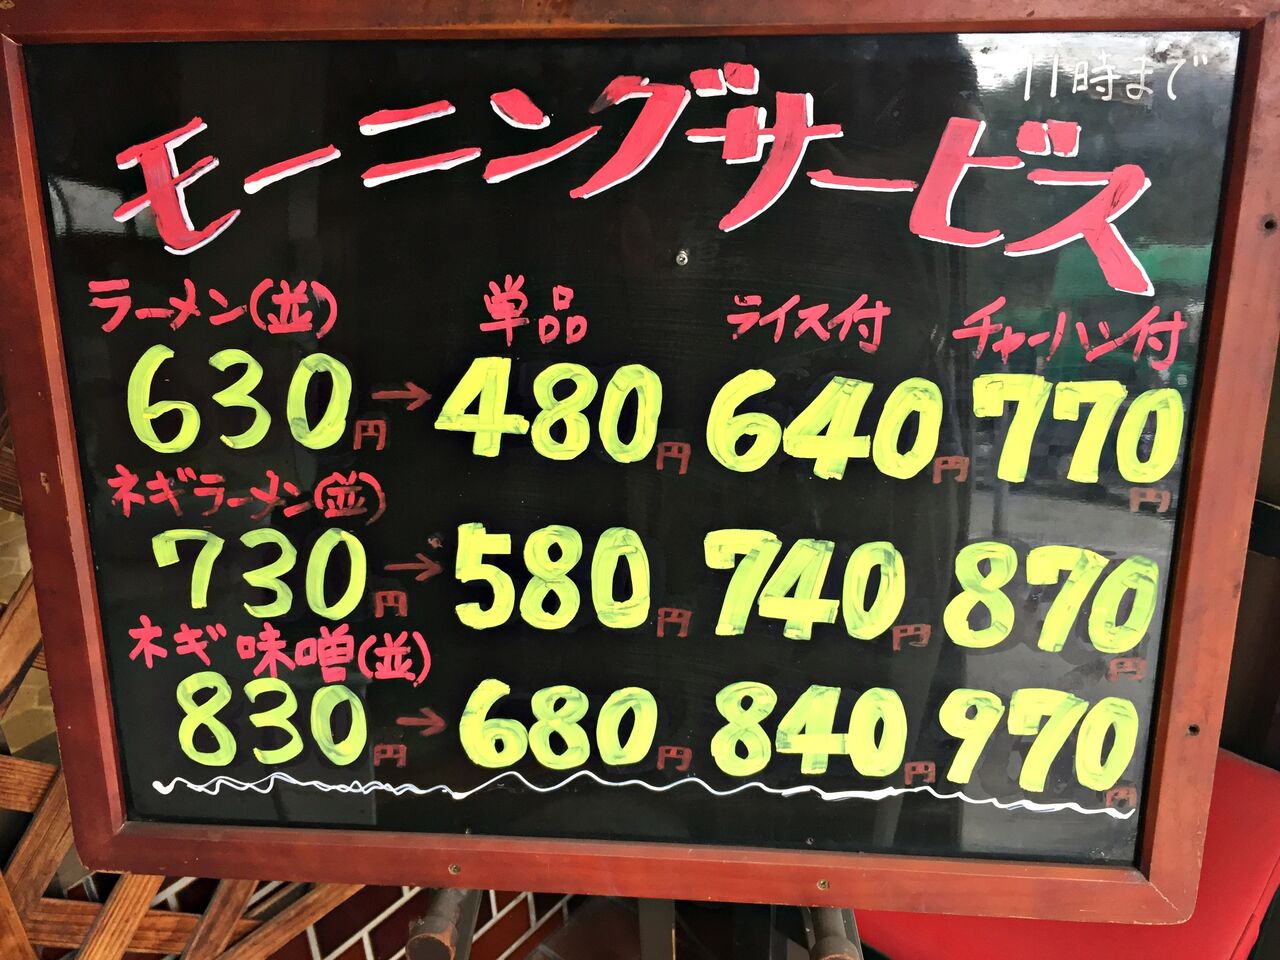 11時まで
モーニングサービス
ラーメン(並) 単品 ライス付 チャーハン付
630円→480円 640円 770円
ネギラーメン(並)
730円→580円 740円 870円
ネギ味噌(並)
830円→680円 840円 970円